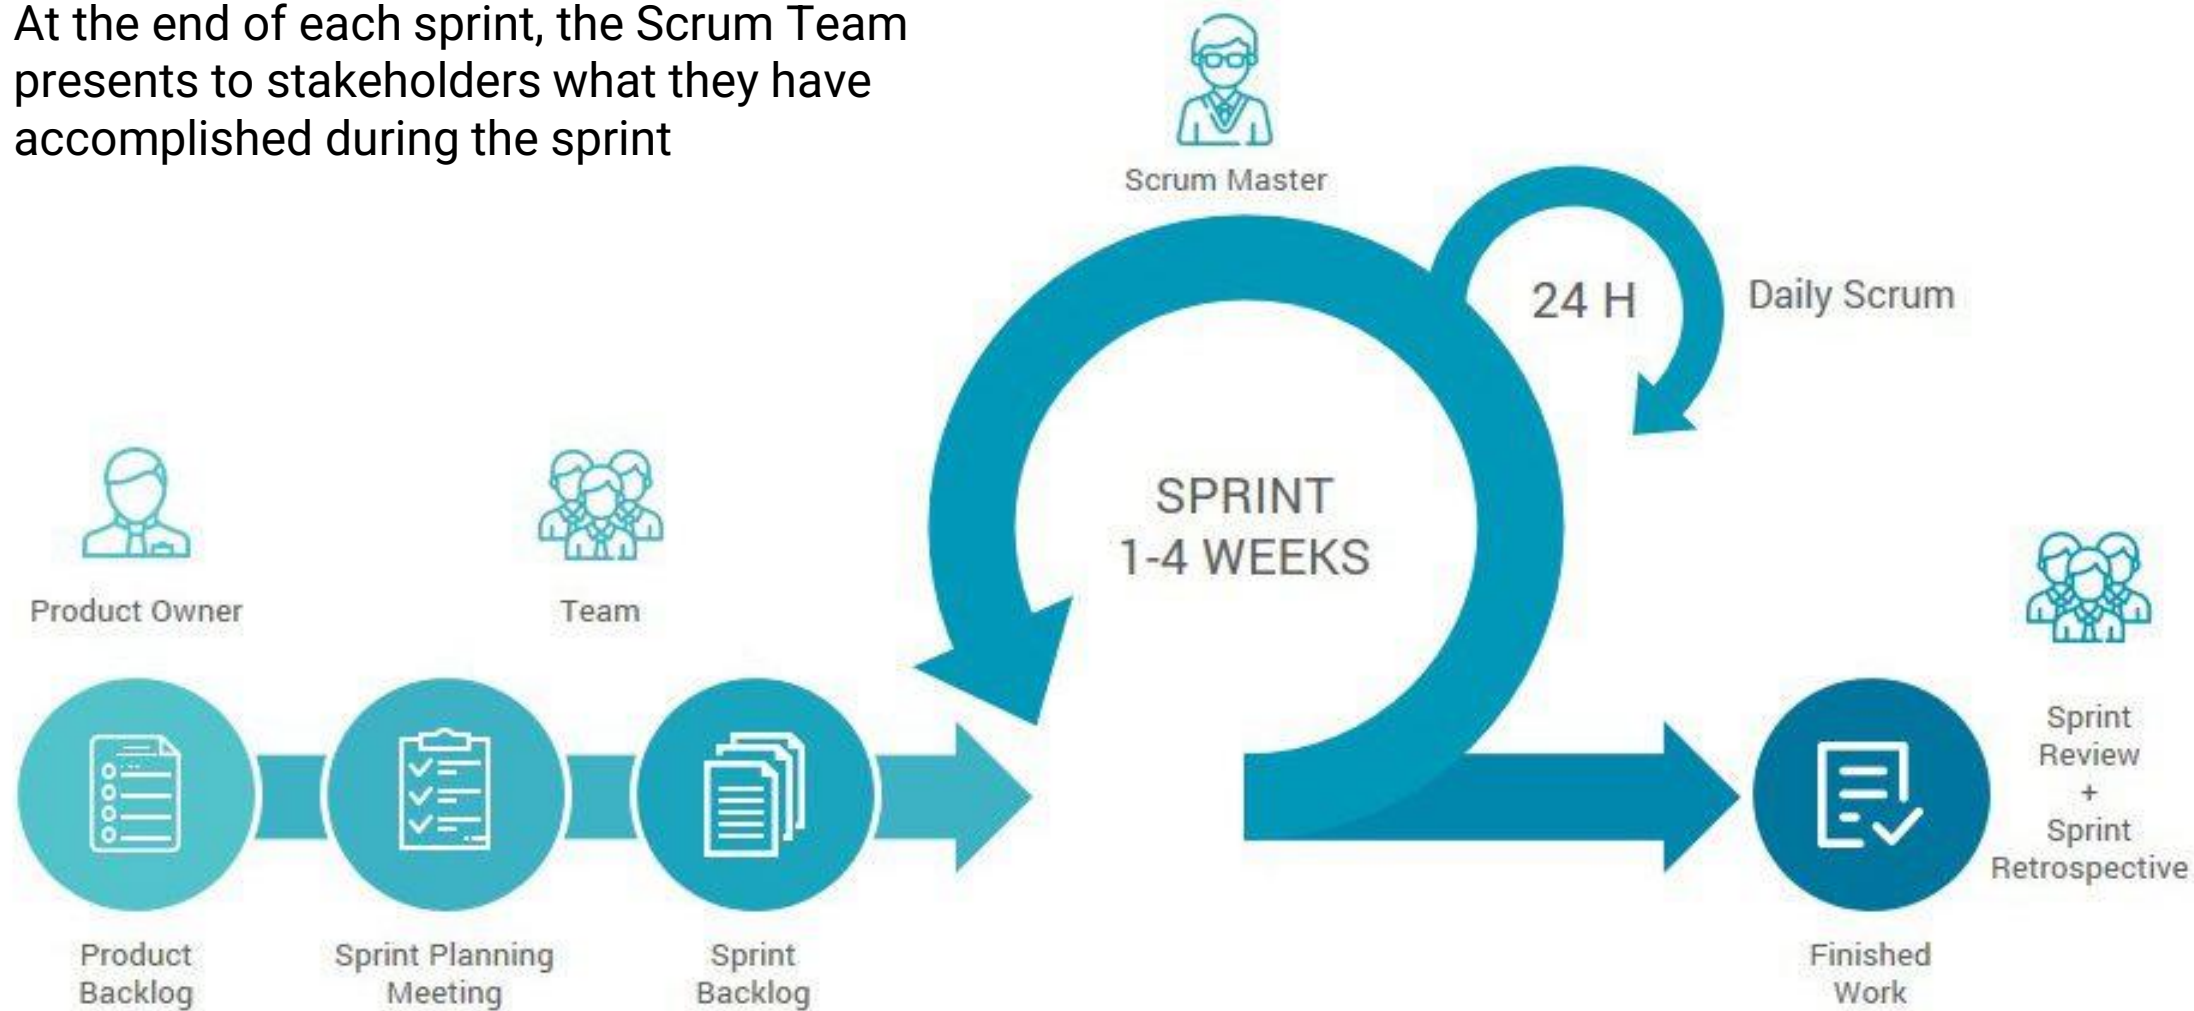 At the end of each sprint, the Scrum Team
presents to stakeholders what they have
accomplished during the sprint
Scrum Master
24 H
Daily Scrum
SPRINT
1-4 WEEKS
Product Owner
Team
Sprint
Review
+
Sprint
Retrospective
Product
Backlog
Sprint Planning
Meeting
Sprint
Backlog
Finished
Work